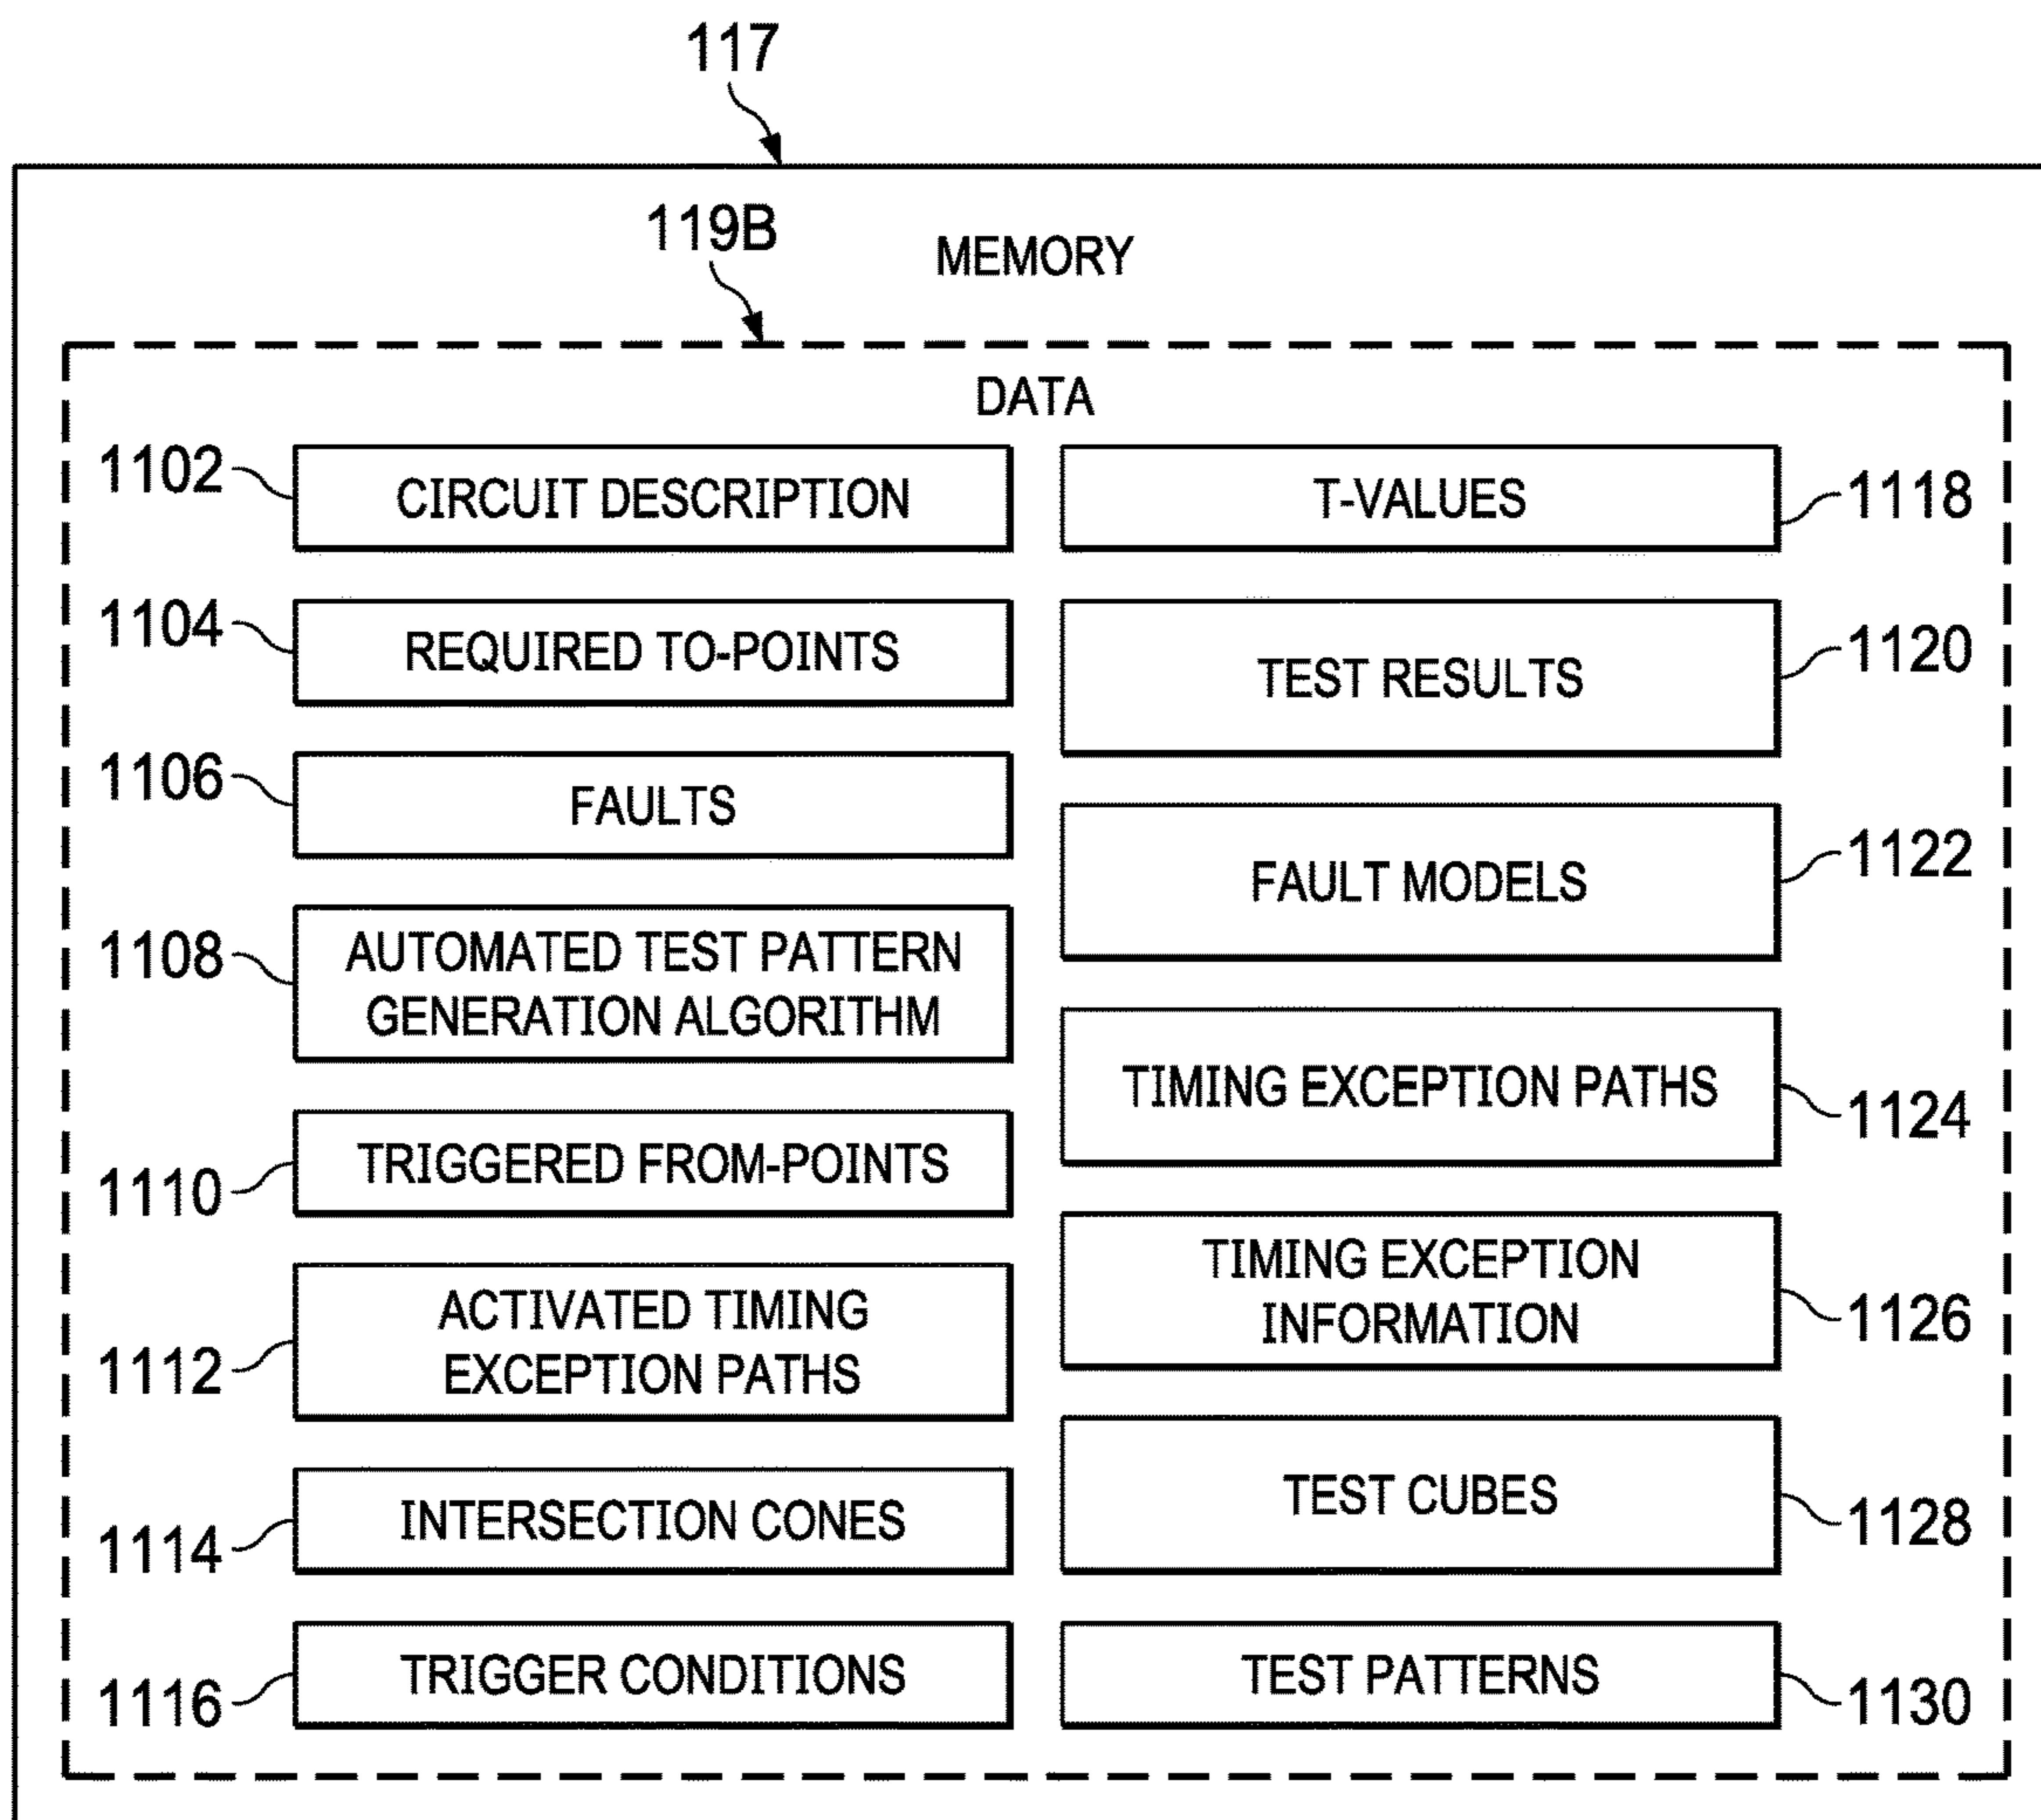 117
119B
MEMORY
DATA
1102
CIRCUIT DESCRIPTION
1104
REQUIRED TO-POINTS
1106
FAULTS
1108
AUTOMATED TEST PATTERN
GENERATION ALGORITHM
1110
TRIGGERED FROM-POINTS
1112
ACTIVATED TIMING
EXCEPTION PATHS
1114
INTERSECTION CONES
1116
TRIGGER CONDITIONS
T-VALUES
1118
TEST RESULTS
1120
FAULT MODELS
1122
TIMING EXCEPTION PATHS
1124
TIMING EXCEPTION
INFORMATION
1126
TEST CUBES
1128
TEST PATTERNS
1130